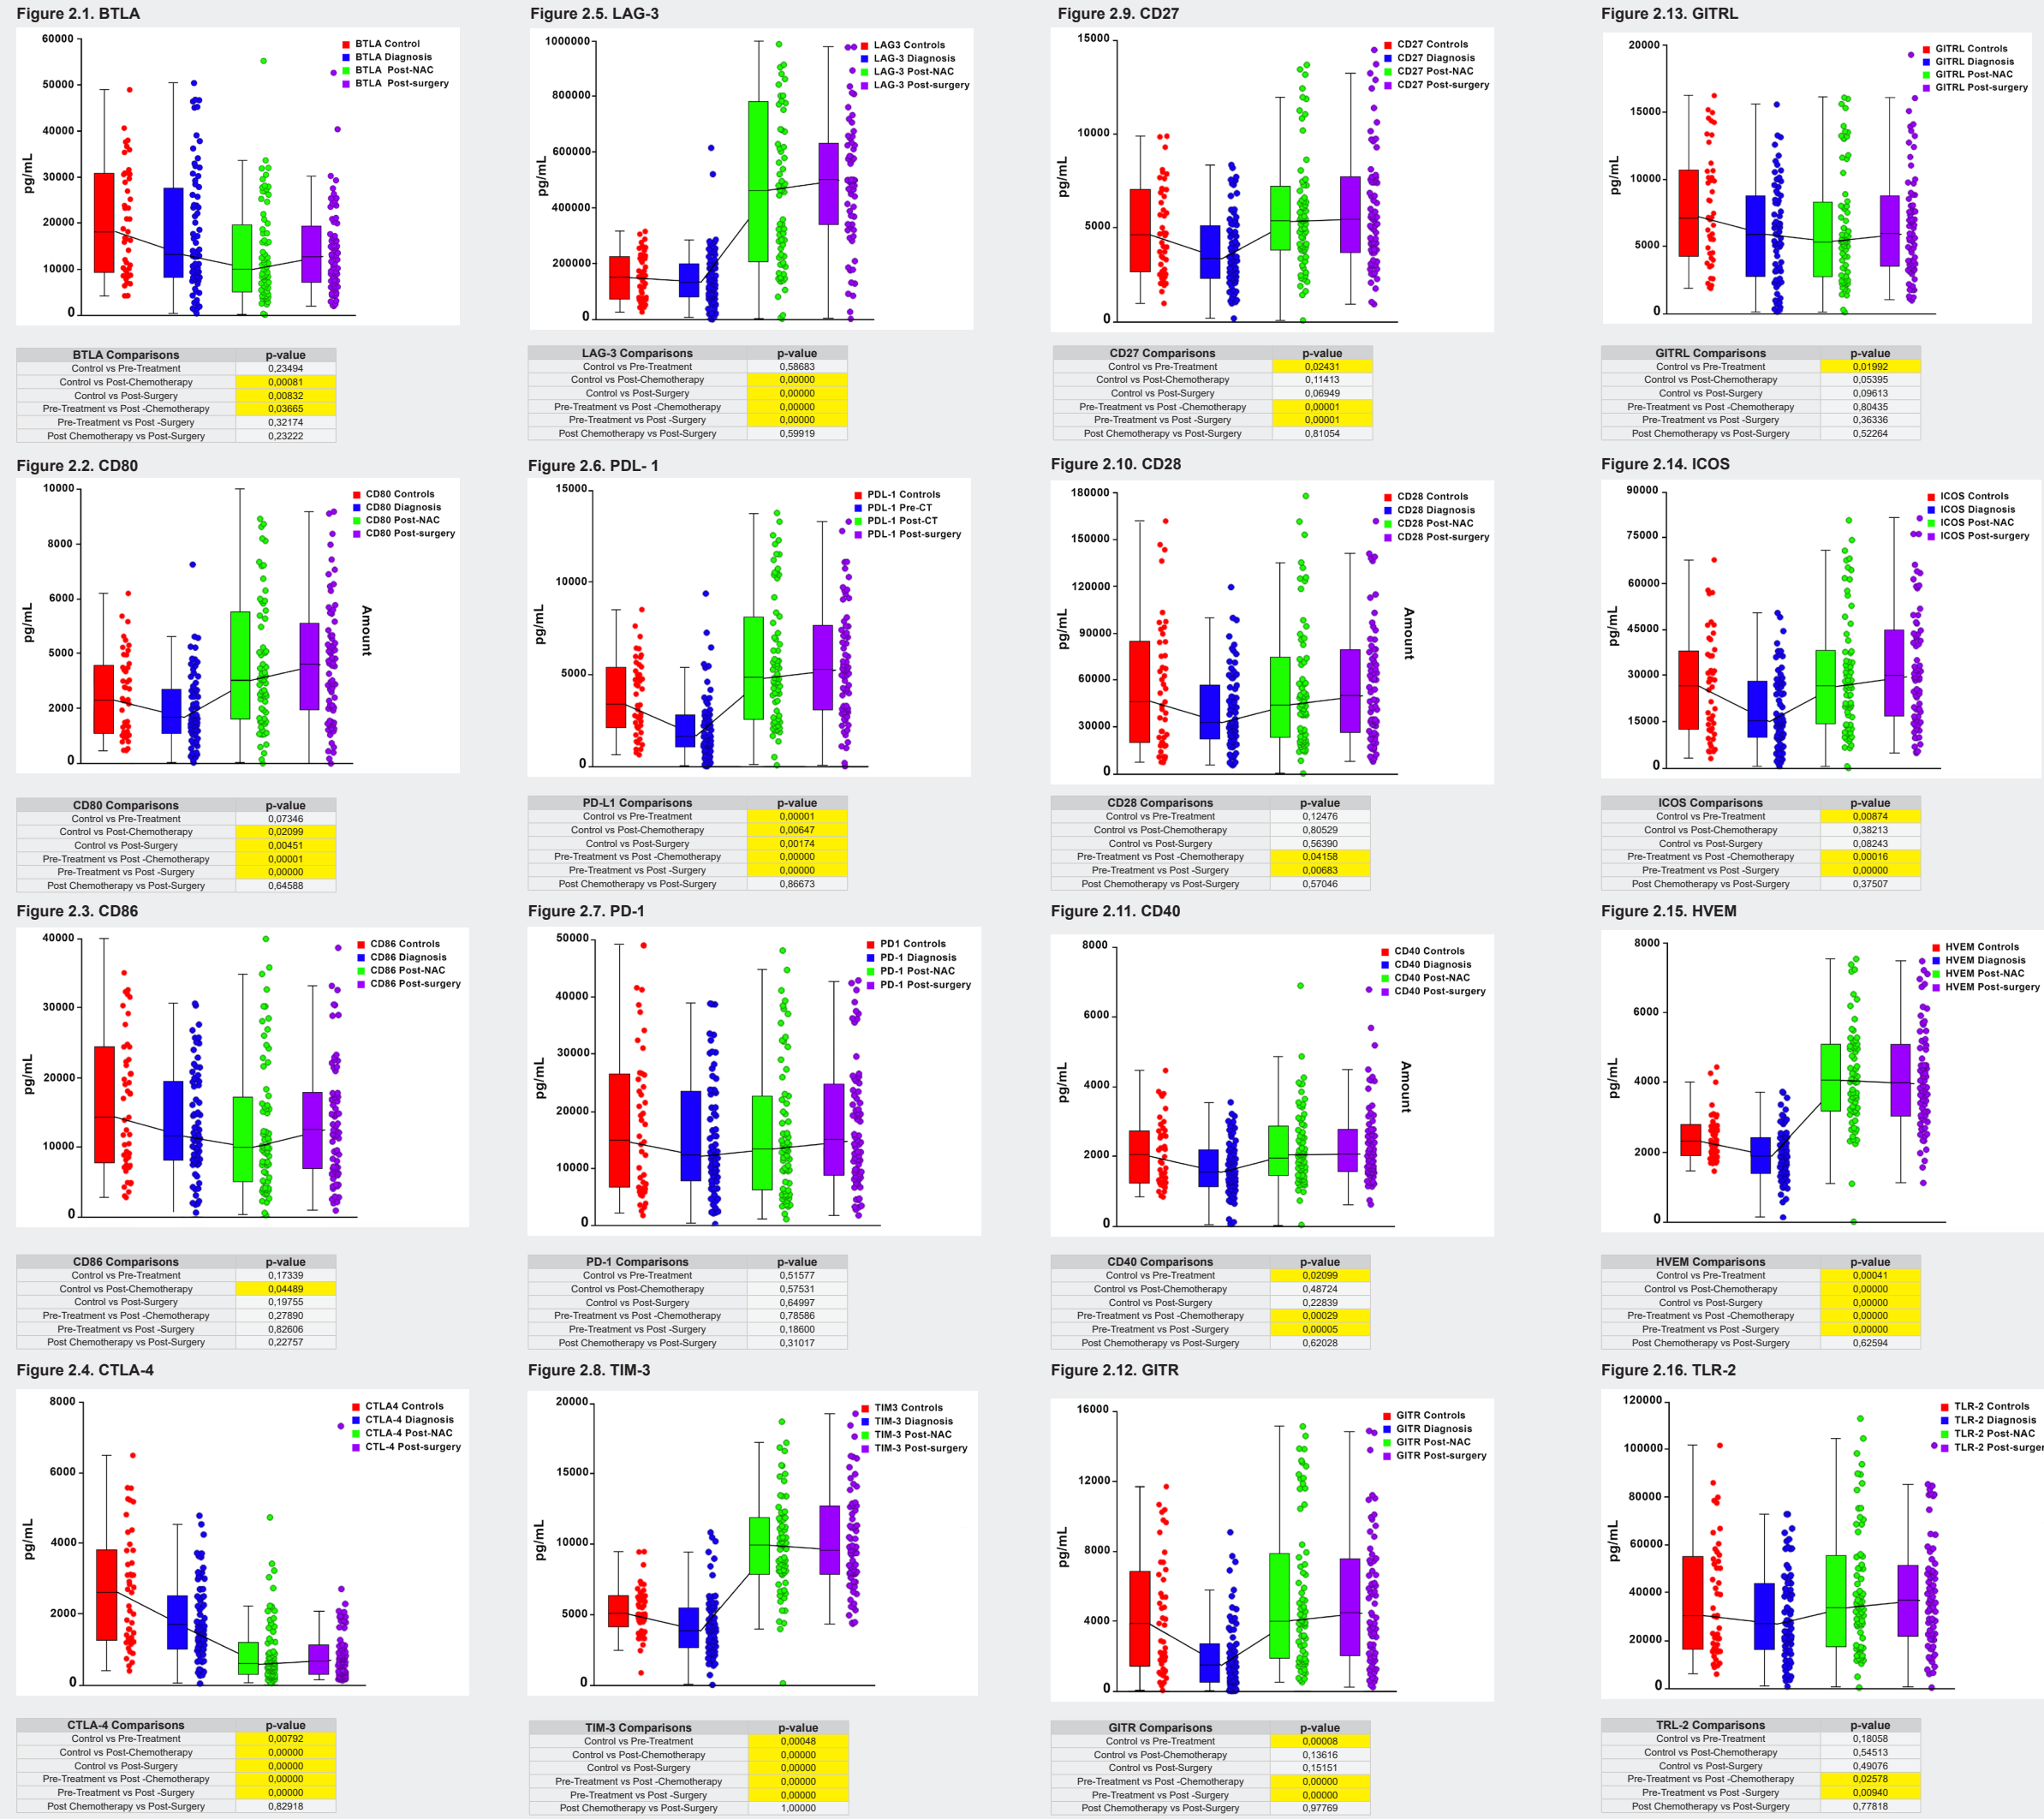 Figure 2.1. BTLA
60000
50000
40000
30000
20000
10000
0
pg/mL
BTLA Control
BTLA Diagnosis
BTLA Post-NAC
BTLA Post-surgery
BTLA Comparisons p-value
Control vs Pre-Treatment 0,23494
Control vs Post-Chemotherapy 0,00081
Control vs Post-Surgery 0,00832
Pre-Treatment vs Post -Chemotherapy 0,03665
Pre-Treatment vs Post -Surgery 0,32174
Post Chemotherapy vs Post-Surgery 0,23222
Figure 2.5. LAG-3
1000000
800000
600000
400000
200000
0
pg/mL
LAG3 Controls
LAG-3 Diagnosis
LAG-3 Post-NAC
LAG-3 Post-surgery
LAG-3 Comparisons p-value
Control vs Pre-Treatment 0,58683
Control vs Post-Chemotherapy 0,00000
Control vs Post-Surgery 0,00000
Pre-Treatment vs Post -Chemotherapy 0,00000
Pre-Treatment vs Post -Surgery 0,00000
Post Chemotherapy vs Post-Surgery 0,59919
Figure 2.9. CD27
15000
10000
5000
0
pg/mL
CD27 Controls
CD27 Diagnosis
CD27 Post-NAC
CD27 Post-surgery
CD27 Comparisons p-value
Control vs Pre-Treatment 0,02431
Control vs Post-Chemotherapy 0,11413
Control vs Post-Surgery 0,06949
Pre-Treatment vs Post -Chemotherapy 0,00001
Pre-Treatment vs Post -Surgery 0,00001
Post Chemotherapy vs Post-Surgery 0,81054
Figure 2.13. GITRL
20000
15000
10000
5000
0
pg/mL
GITRL Controls
GITRL Diagnosis
GITRL Post-NAC
GITRL Post-surgery
GITRL Comparisons p-value
Control vs Pre-Treatment 0,01992
Control vs Post-Chemotherapy 0,05395
Control vs Post-Surgery 0,09613
Pre-Treatment vs Post -Chemotherapy 0,80435
Pre-Treatment vs Post -Surgery 0,36336
Post Chemotherapy vs Post-Surgery 0,52264
Figure 2.2. CD80
10000
8000
6000
5000
2000
0
pg/mL
CD80 Controls
CD80 Diagnosis
CD80 Post-NAC
CD80 Post-surgery
Amount
CD80 Comparisons p-value
Control vs Pre-Treatment 0,07346
Control vs Post-Chemotherapy 0,02099
Control vs Post-Surgery 0,00451
Pre-Treatment vs Post -Chemotherapy 0,00001
Pre-Treatment vs Post -Surgery 0,00000
Post Chemotherapy vs Post-Surgery 0,64588
Figure 2.6. PDL- 1
15000
10000
5000
0
pg/mL
PDL-1 Controls
PDL-1 Pre-CT
PDL-1 Post-CT
PDL-1 Post-surgery
PD-L1 Comparisons p-value
Control vs Pre-Treatment 0,00001
Control vs Post-Chemotherapy 0,00647
Control vs Post-Surgery 0,00174
Pre-Treatment vs Post -Chemotherapy 0,00000
Pre-Treatment vs Post -Surgery 0,00000
Post Chemotherapy vs Post-Surgery 0,86673
Figure 2.10. CD28
180000
150000
120000
90000
60000
30000
0
pg/mL
CD28 Controls
CD28 Diagnosis
CD28 Post-NAC
CD28 Post-surgery
Amount
CD28 Comparisons p-value
Control vs Pre-Treatment 0,12476
Control vs Post-Chemotherapy 0,80529
Control vs Post-Surgery 0,56390
Pre-Treatment vs Post -Chemotherapy 0,04158
Pre-Treatment vs Post -Surgery 0,00683
Post Chemotherapy vs Post-Surgery 0,57046
Figure 2.14. ICOS
90000
75000
60000
45000
30000
15000
0
pg/mL
ICOS Controls
ICOS Diagnosis
ICOS Post-NAC
ICOS Post-surgery
ICOS Comparisons p-value
Control vs Pre-Treatment 0,00874
Control vs Post-Chemotherapy 0,38213
Control vs Post-Surgery 0,08243
Pre-Treatment vs Post -Chemotherapy 0,00016
Pre-Treatment vs Post -Surgery 0,00000
Post Chemotherapy vs Post-Surgery 0,37507
Figure 2.3. CD86
40000
30000
20000
10000
0
pg/mL
CD86 Controls
CD86 Diagnosis
CD86 Post-NAC
CD86 Post-surgery
CD86 Comparisons p-value
Control vs Pre-Treatment 0,17339
Control vs Post-Chemotherapy 0,04489
Control vs Post-Surgery 0,19755
Pre-Treatment vs Post -Chemotherapy 0,27890
Pre-Treatment vs Post -Surgery 0,82606
Post Chemotherapy vs Post-Surgery 0,22757
Figure 2.7. PD-1
50000
40000
30000
20000
10000
0
pg/mL
PD1 Controls
PD-1 Diagnosis
PD-1 Post-NAC
PD-1 Post-surgery
PD-1 Comparisons p-value
Control vs Pre-Treatment 0,51577
Control vs Post-Chemotherapy 0,57531
Control vs Post-Surgery 0,64997
Pre-Treatment vs Post -Chemotherapy 0,78586
Pre-Treatment vs Post -Surgery 0,18600
Post Chemotherapy vs Post-Surgery 0,31017
Figure 2.11. CD40
8000
6000
4000
2000
0
pg/mL
CD40 Controls
CD40 Diagnosis
CD40 Post-NAC
CD40 Post-surgery
Amount
CD40 Comparisons p-value
Control vs Pre-Treatment 0,02099
Control vs Post-Chemotherapy 0,48724
Control vs Post-Surgery 0,22839
Pre-Treatment vs Post -Chemotherapy 0,00029
Pre-Treatment vs Post -Surgery 0,00005
Post Chemotherapy vs Post-Surgery 0,62028
Figure 2.15. HVEM
8000
6000
4000
2000
0
pg/mL
HVEM Controls
HVEM Diagnosis
HVEM Post-NAC
HVEM Post-surgery
HVEM Comparisons p-value
Control vs Pre-Treatment 0,00041
Control vs Post-Chemotherapy 0,00000
Control vs Post-Surgery 0,00000
Pre-Treatment vs Post -Chemotherapy 0,00000
Pre-Treatment vs Post -Surgery 0,00000
Post Chemotherapy vs Post-Surgery 0,62594
Figure 2.4. CTLA-4
8000
6000
4000
2000
0
pg/mL
CTLA4 Controls
CTLA-4 Diagnosis
CTLA-4 Post-NAC
CTL-4 Post-surgery
CTLA-4 Comparisons p-value
Control vs Pre-Treatment 0,00792
Control vs Post-Chemotherapy 0,00000
Control vs Post-Surgery 0,00000
Pre-Treatment vs Post -Chemotherapy 0,00000
Pre-Treatment vs Post -Surgery 0,00000
Post Chemotherapy vs Post-Surgery 0,82918
Figure 2.8. TIM-3
20000
15000
10000
5000
0
pg/mL
TIM3 Controls
TIM-3 Diagnosis
TIM-3 Post-NAC
TIM-3 Post-surgery
TIM-3 Comparisons p-value
Control vs Pre-Treatment 0,00048
Control vs Post-Chemotherapy 0,00000
Control vs Post-Surgery 0,00000
Pre-Treatment vs Post -Chemotherapy 0,00000
Pre-Treatment vs Post -Surgery 0,00000
Post Chemotherapy vs Post-Surgery 1,00000
Figure 2.12. GITR
16000
12000
8000
4000
0
pg/mL
GITR Controls
GITR Diagnosis
GITR Post-NAC
GITR Post-surgery
GITR Comparisons p-value
Control vs Pre-Treatment 0,00008
Control vs Post-Chemotherapy 0,13616
Control vs Post-Surgery 0,15151
Pre-Treatment vs Post -Chemotherapy 0,00000
Pre-Treatment vs Post -Surgery 0,00000
Post Chemotherapy vs Post-Surgery 0,97769
Figure 2.16. TLR-2
120000
100000
80000
60000
40000
20000
0
pg/mL
TLR-2 Controls
TLR-2 Diagnosis
TLR-2 Post-NAC
TLR-2 Post-surger
TRL-2 Comparisons p-value
Control vs Pre-Treatment 0,18058
Control vs Post-Chemotherapy 0,54513
Control vs Post-Surgery 0,49076
Pre-Treatment vs Post -Chemotherapy 0,02578
Pre-Treatment vs Post -Surgery 0,00940
Post Chemotherapy vs Post-Surgery 0,77818